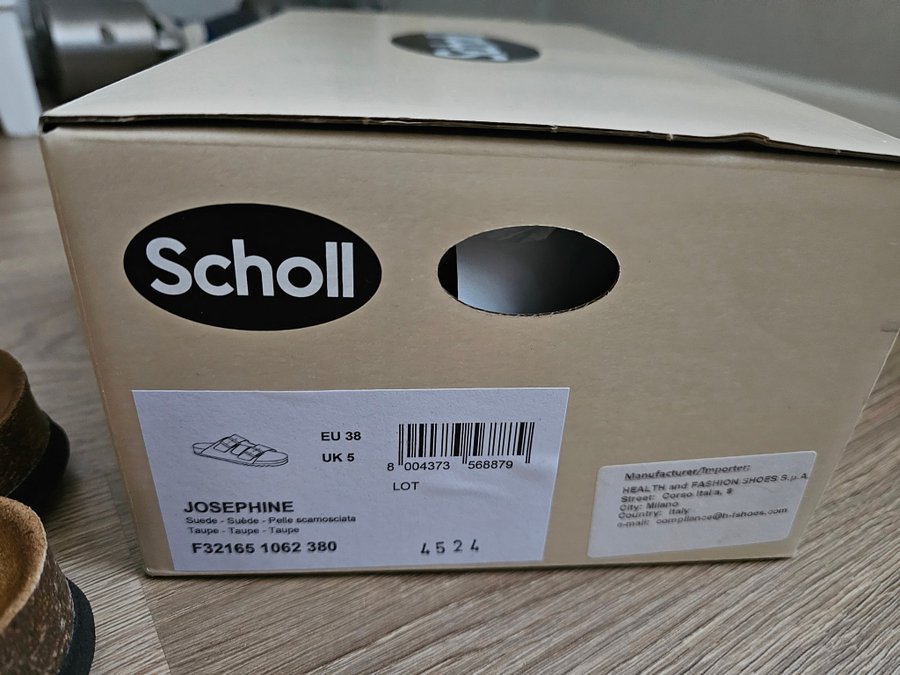 Scholl
Scholl
EU 38
UK 5
8 004373 568879
LOT
JOSEPHINE
Suede - Suède - Pelle scamosciata
Taupe - Taupe - Taupe
F32165 1062 380
4524
Manufacturer/Importer:
HEALTH and FASHION SHOES S.p.A
Street: Corso Italia, 8
City: Milano
Country: Italy
e-mail: compliance@h-fshoes.com